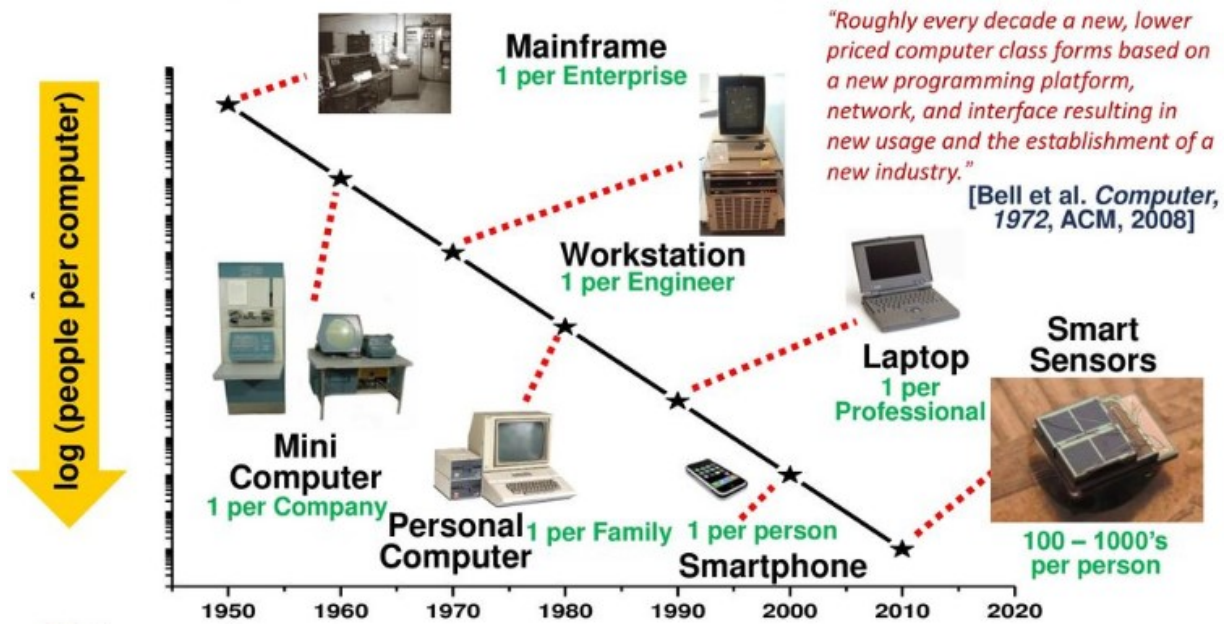 Mainframe
1 per Enterprise
"Roughly every decade a new, lower
priced computer class forms based on
a new programming platform,
network, and interface resulting in
new usage and the establishment of a
new industry."
[Bell et al. Computer,
1972, ACM, 2008]
log (people per computer)
Workstation
1 per Engineer
Laptop
1 per
Professional
Smart
Sensors
100 – 1000's
per person
Mini
Computer
1 per Company
Personal
Computer
1 per Family
1 per person
Smartphone
1950 1960 1970 1980 1990 2000 2010 2020